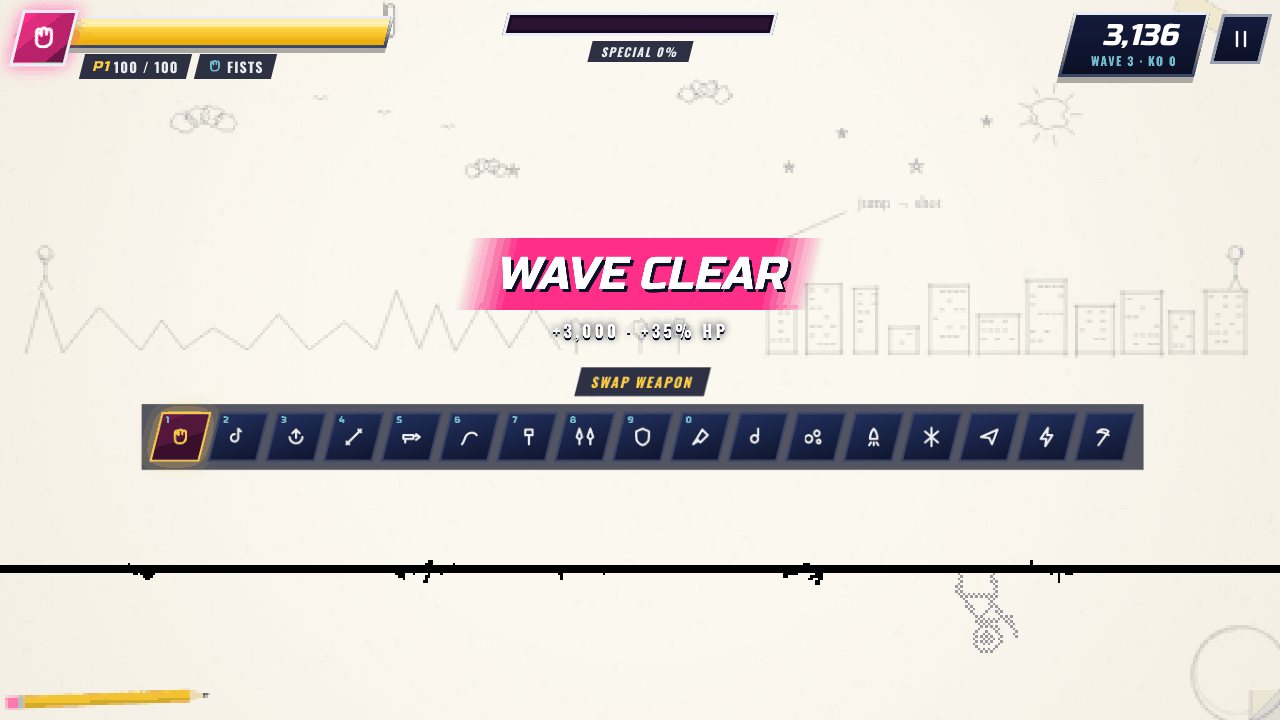 P1 100 / 100
FISTS
SPECIAL 0%
3,136
WAVE 3 · KO 0
jump → shot
WAVE CLEAR
+3,000 · +35% HP
SWAP WEAPON
1 2 3 4 5 6 7 8 9 0